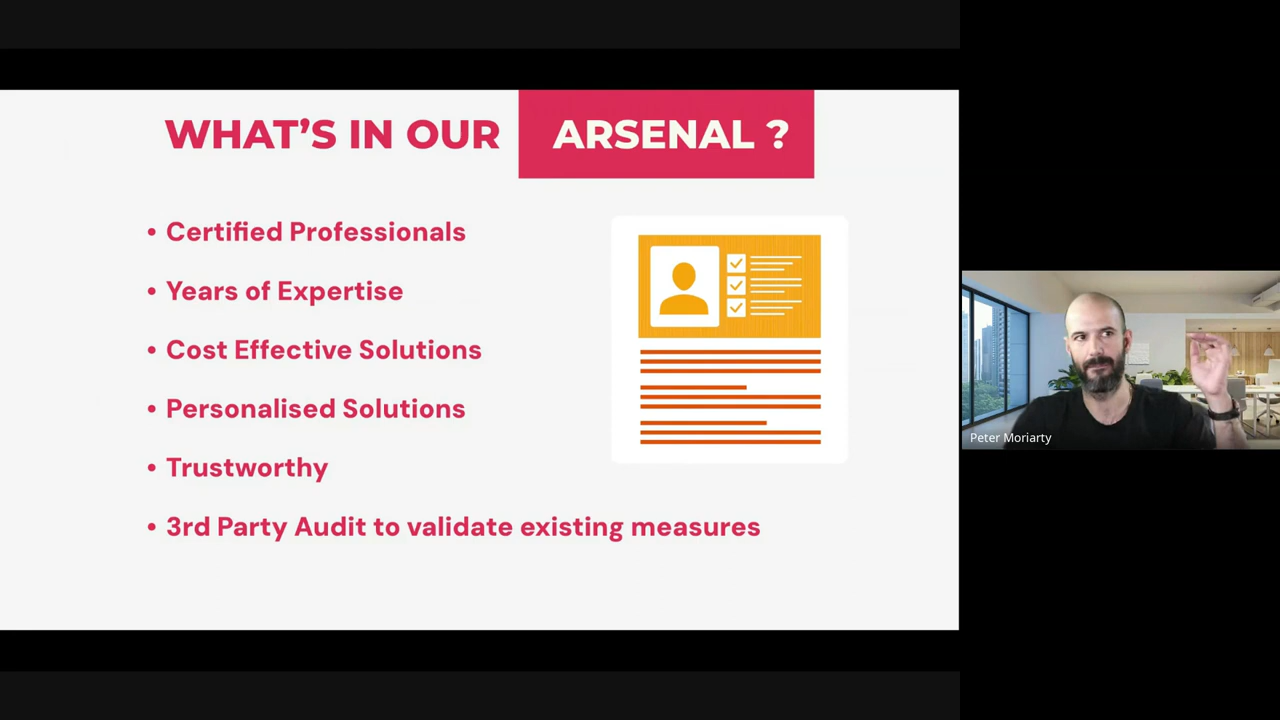 WHAT'S IN OUR ARSENAL ?
• Certified Professionals
• Years of Expertise
• Cost Effective Solutions
• Personalised Solutions
• Trustworthy
• 3rd Party Audit to validate existing measures
Peter Moriarty